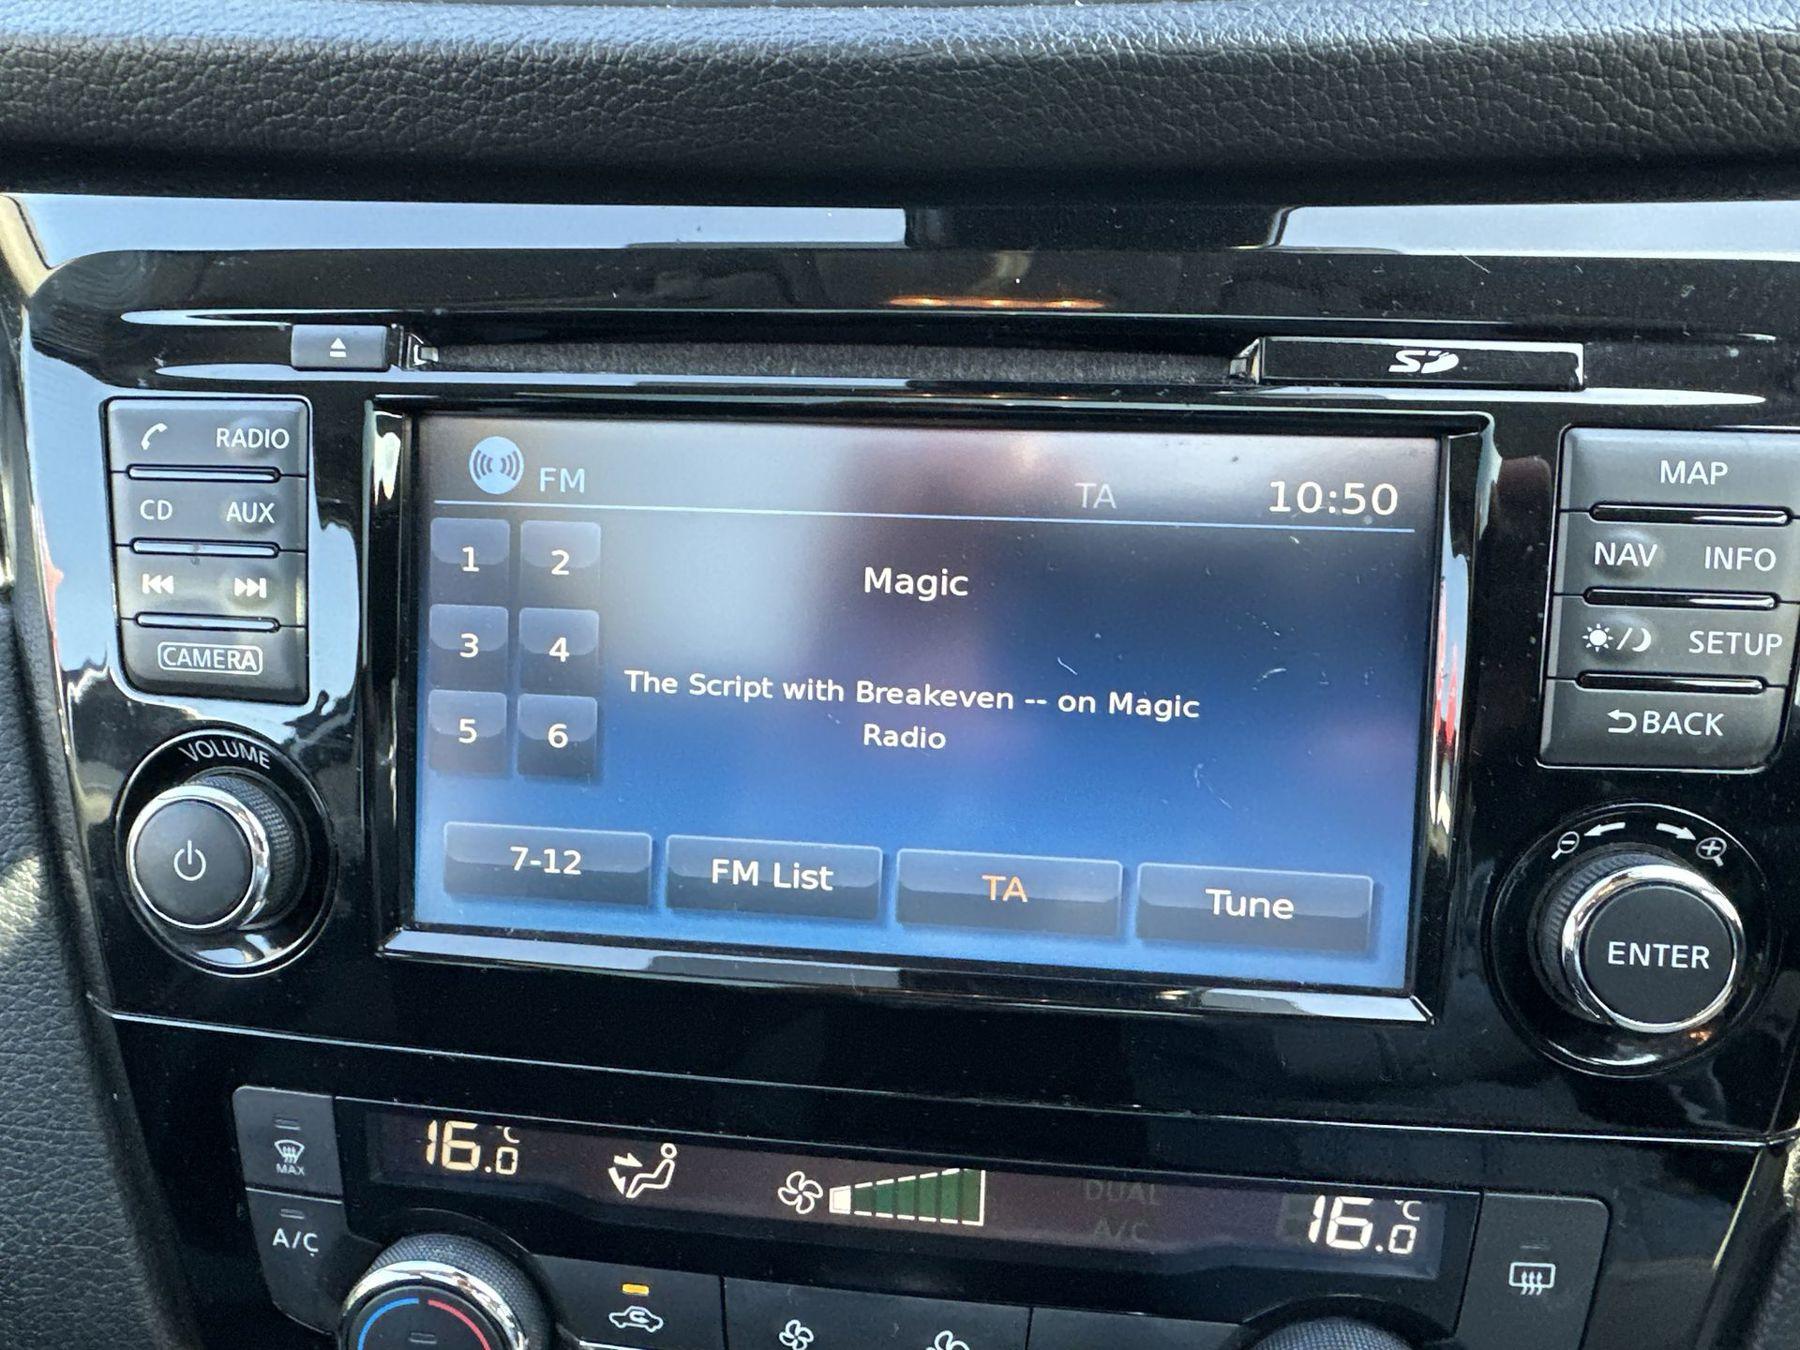 SD
RADIO
CD AUX
CAMERA
VOLUME
FM TA 10:50
1 2
3 4
5 6
Magic
The Script with Breakeven -- on Magic
Radio
7-12 FM List TA Tune
MAP
NAV INFO
SETUP
BACK
ENTER
MAX
A/C
16.0 °C
DUAL
A/C
16.0 °C